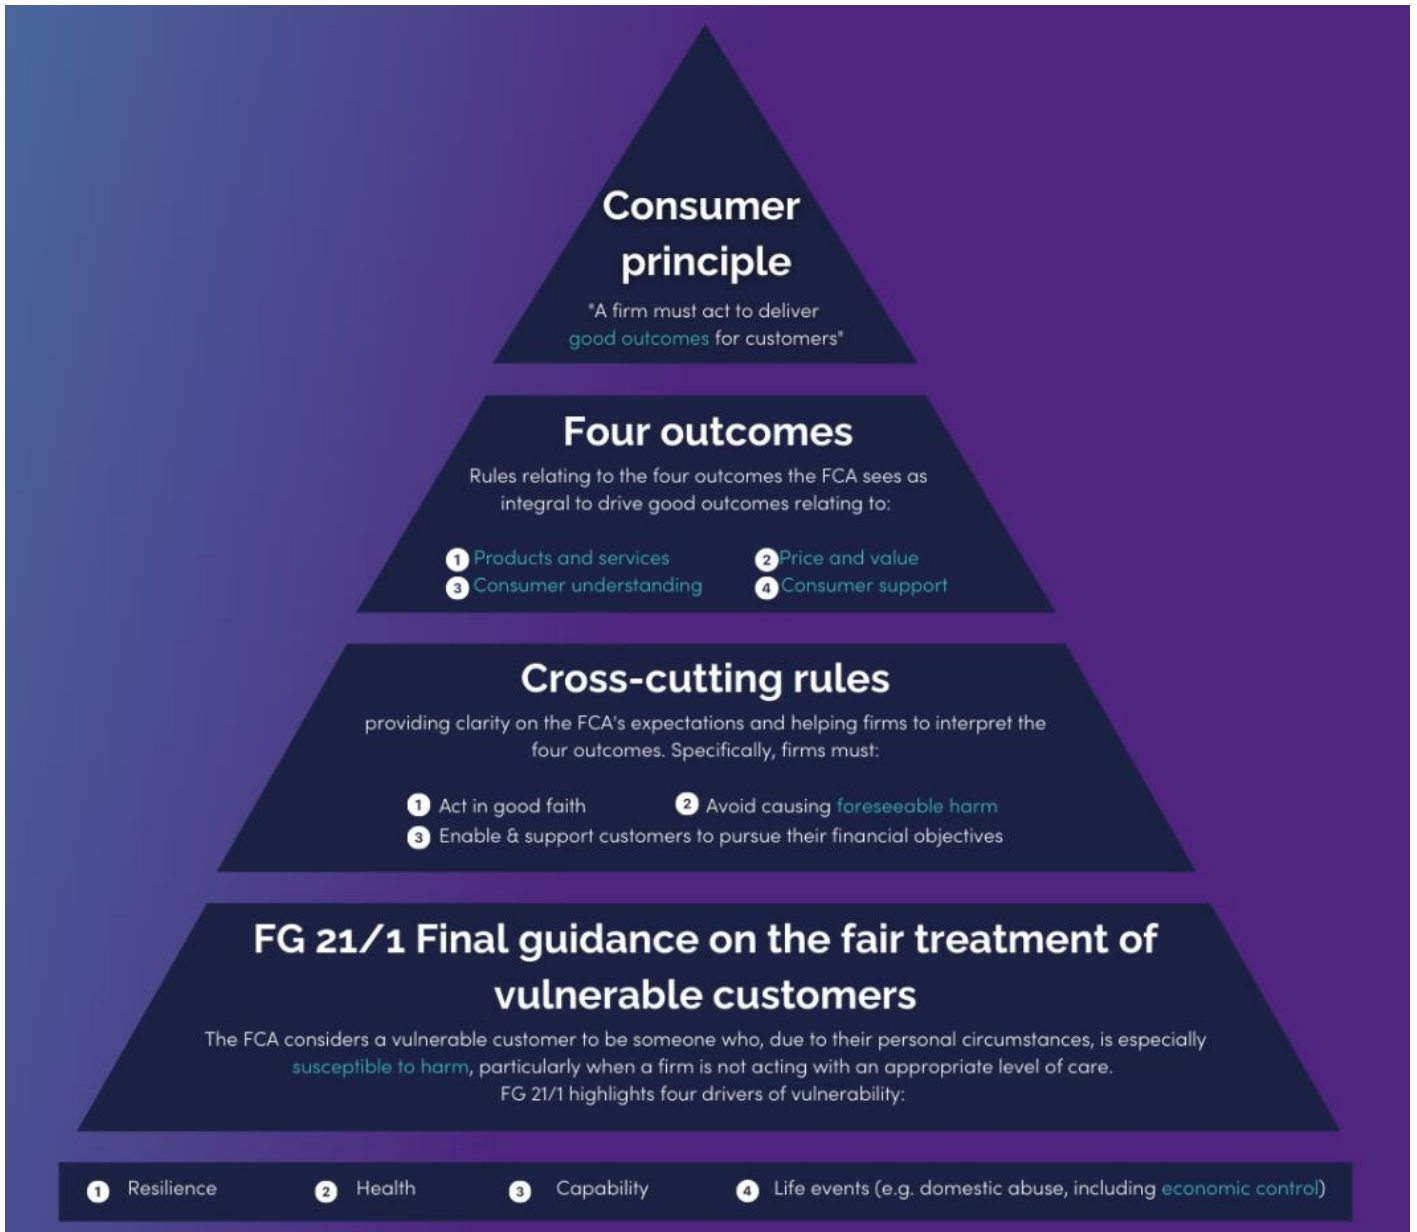 Consumer
principle
"A firm must act to deliver
good outcomes for customers"
Four outcomes
Rules relating to the four outcomes the FCA sees as
integral to drive good outcomes relating to:
1 Products and services 2 Price and value
3 Consumer understanding 4 Consumer support
Cross-cutting rules
providing clarity on the FCA's expectations and helping firms to interpret the
four outcomes. Specifically, firms must:
1 Act in good faith 2 Avoid causing foreseeable harm
3 Enable & support customers to pursue their financial objectives
FG 21/1 Final guidance on the fair treatment of
vulnerable customers
The FCA considers a vulnerable customer to be someone who, due to their personal circumstances, is especially
susceptible to harm, particularly when a firm is not acting with an appropriate level of care.
FG 21/1 highlights four drivers of vulnerability:
1 Resilience 2 Health 3 Capability 4 Life events (e.g. domestic abuse, including economic control)